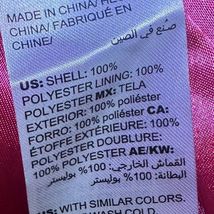 MADE IN CHINA/ HE
CHINA/ FABRIQUÉ EN
CHINE/ صنع في الصين
US: SHELL: 100%
POLYESTER LINING: 100%
POLYESTER MX: TELA
EXTERIOR: 100% poliéster
FORRO: 100% poliéster CA:
ÉTOFFE EXTÉRIEURE: 100%
POLYESTER DOUBLURE:
100% POLYESTER AE/KW:
القماش الخارجي: 100% بوليستر
البطانة: 100% بوليستر
US: WITH SIMILAR COLORS.
WASH COLD